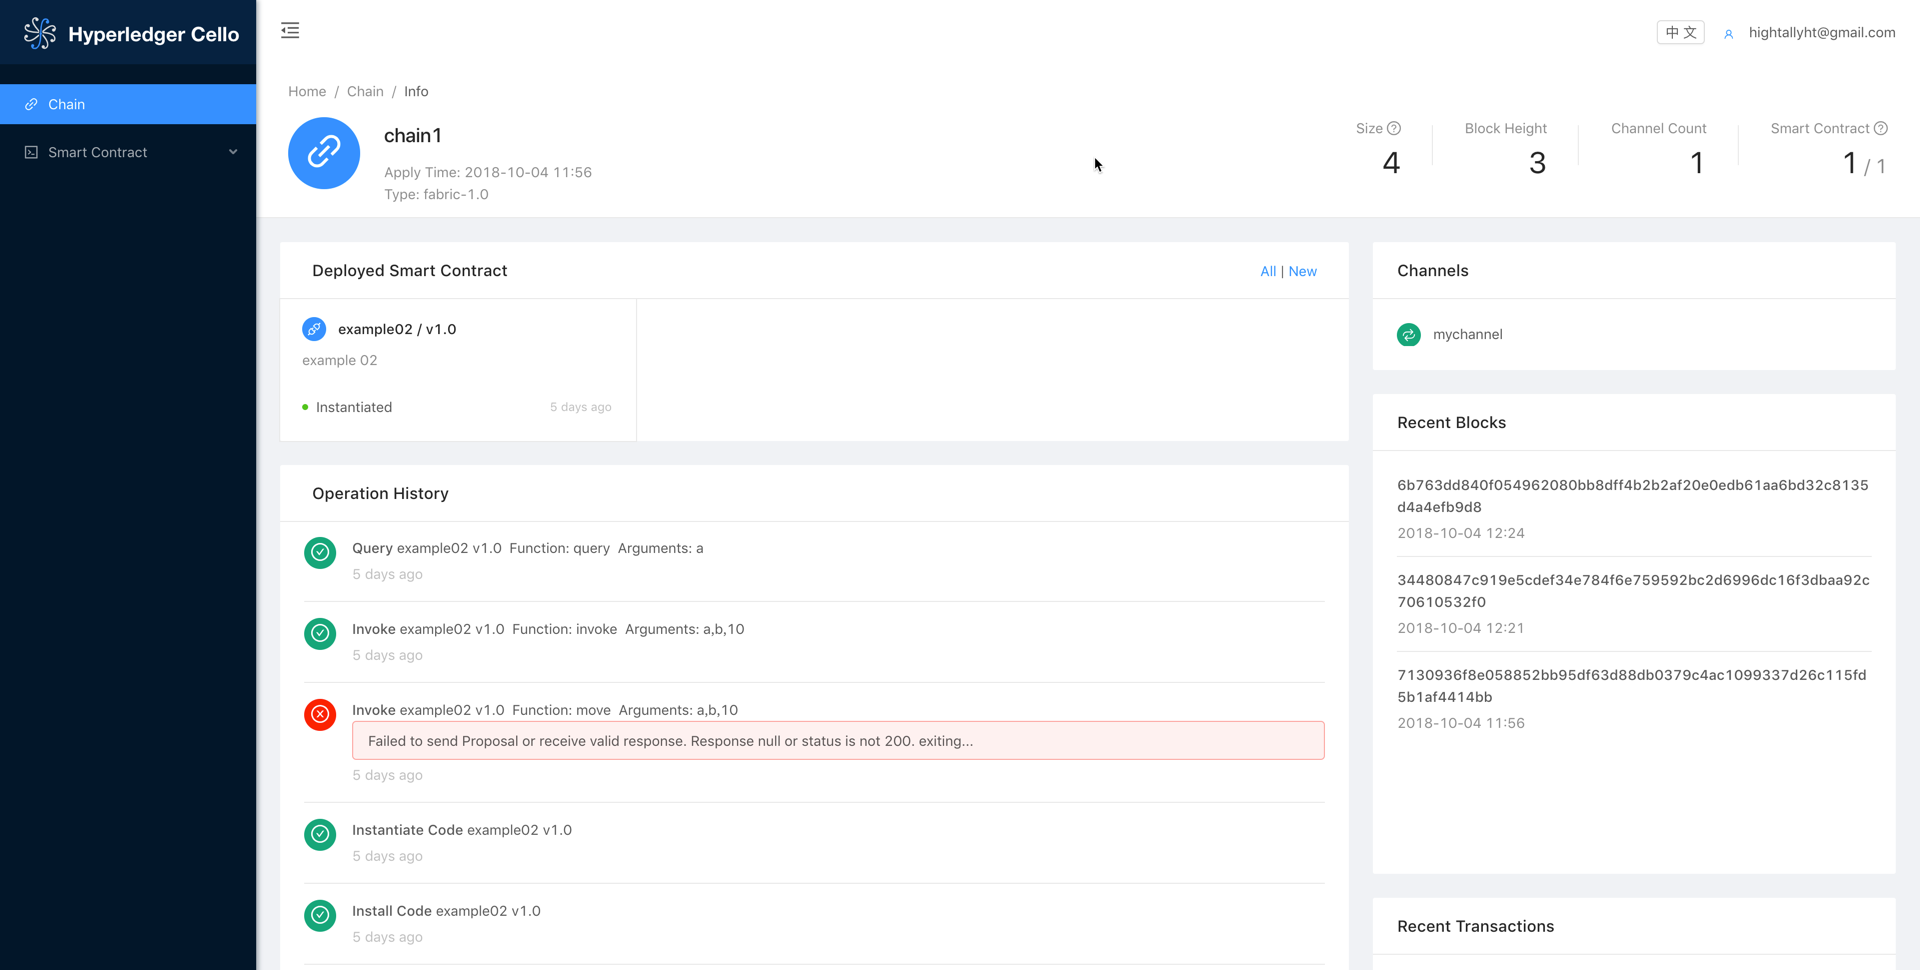 Hyperledger Cello
中 文
hightallyht@gmail.com
Chain
Smart Contract
Home / Chain / Info
chain1
Apply Time: 2018-10-04 11:56
Type: fabric-1.0
Size
4
Block Height
3
Channel Count
1
Smart Contract
1 / 1
Deployed Smart Contract
All | New
example02 / v1.0
example 02
Instantiated
5 days ago
Operation History
Query example02 v1.0 Function: query Arguments: a
5 days ago
Invoke example02 v1.0 Function: invoke Arguments: a,b,10
5 days ago
Invoke example02 v1.0 Function: move Arguments: a,b,10
Failed to send Proposal or receive valid response. Response null or status is not 200. exiting...
5 days ago
Instantiate Code example02 v1.0
5 days ago
Install Code example02 v1.0
5 days ago
Channels
mychannel
Recent Blocks
6b763dd840f054962080bb8dff4b2b2af20e0edb61aa6bd32c8135
d4a4efb9d8
2018-10-04 12:24
34480847c919e5cdef34e784f6e759592bc2d6996dc16f3dbaa92c
70610532f0
2018-10-04 12:21
7130936f8e058852bb95df63d88db0379c4ac1099337d26c115fd
5b1af4414bb
2018-10-04 11:56
Recent Transactions